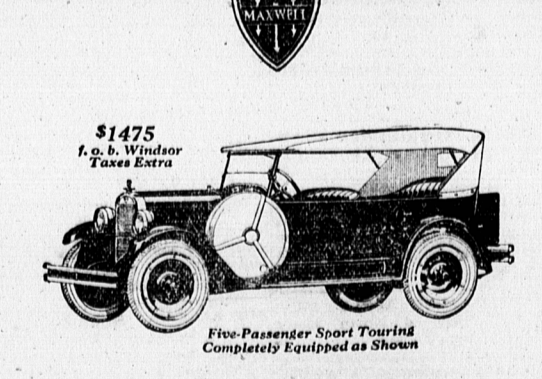 MAXWELL
$1475
f. o. b. Windsor
Taxes Extra
Five-Passenger Sport Touring
Completely Equipped as Shown